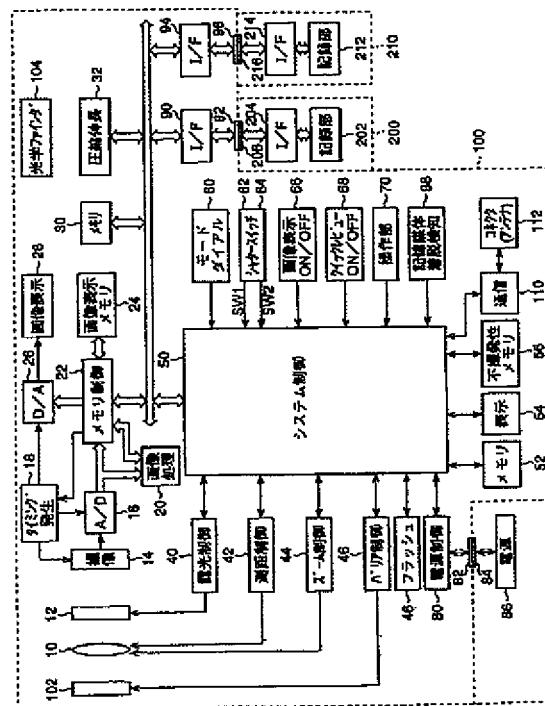 104
光学ファインダ
32
圧縮伸長
30
メモリ
94
I/F
96
216
214
I/F
212
記録部
210
90
I/F
92
206
204
I/F
202
記録部
200
100
26
D/A
28
画像表示
24
画像表示
メモリ
22
メモリ制御
18
タイミング
発生
16
A/D
14
撮像
20
画像
処理
12
10
102
50
システム制御
60
モード
ダイアル
62
64
シャッタースイッチ
SW1
SW2
66
画像表示
ON/OFF
68
クイックレビュー
ON/OFF
70
操作部
98
記憶媒体
着脱検知
112
コネクタ
(アンテナ)
110
通信
56
不揮発性
メモリ
54
表示
52
メモリ
40
露光制御
42
測距制御
44
ズーム制御
46
バリア制御
48
フラッシュ
80
電源制御
82
84
86
電源